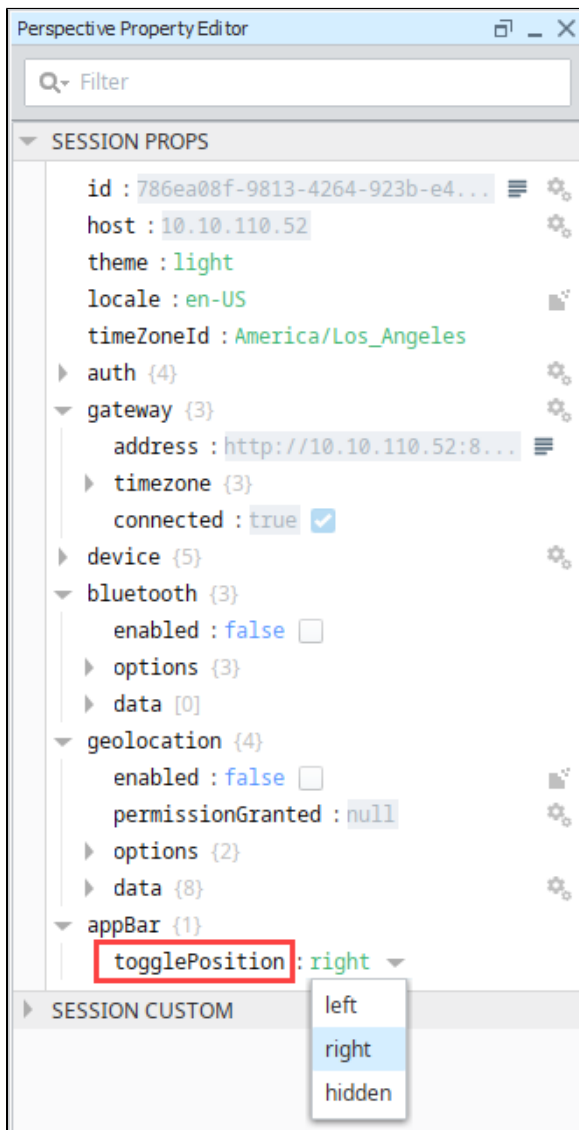 Perspective Property Editor
Filter
SESSION PROPS
id : 786ea08f-9813-4264-923b-e4...
host : 10.10.110.52
theme : light
locale : en-US
timeZoneId : America/Los_Angeles
auth {4}
gateway {3}
address : http://10.10.110.52:8...
timezone {3}
connected : true
device {5}
bluetooth {3}
enabled : false
options {3}
data [0]
geolocation {4}
enabled : false
permissionGranted : null
options {2}
data {8}
appBar {1}
togglePosition : right
SESSION CUSTOM
left
right
hidden